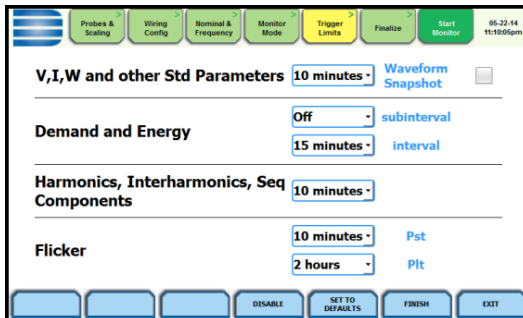 Probes & Scaling
Wiring Config
Nominal & Frequency
Monitor Mode
Trigger Limits
Finalize
Start Monitor
05-22-14
11:10:05pm
V,I,W and other Std Parameters
10 minutes
Waveform Snapshot
Demand and Energy
Off
subinterval
15 minutes
interval
Harmonics, Interharmonics, Seq Components
10 minutes
Flicker
10 minutes
Pst
2 hours
Plt
DISABLE
SET TO DEFAULTS
FINISH
EXIT